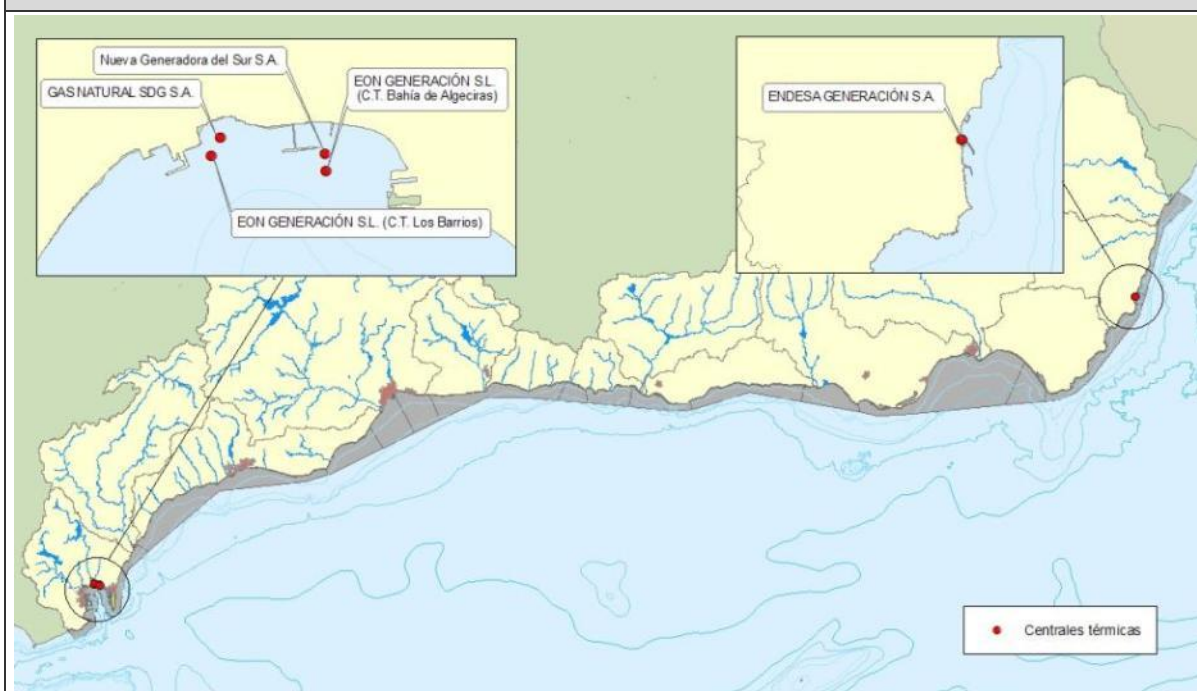 Nueva Generadora del Sur S.A.
GAS NATURAL SDG S.A.
EON GENERACIÓN S.L.
(C.T. Bahía de Algeciras)
EON GENERACIÓN S.L. (C.T. Los Barrios)
ENDESA GENERACIÓN S.A.
Centrales térmicas